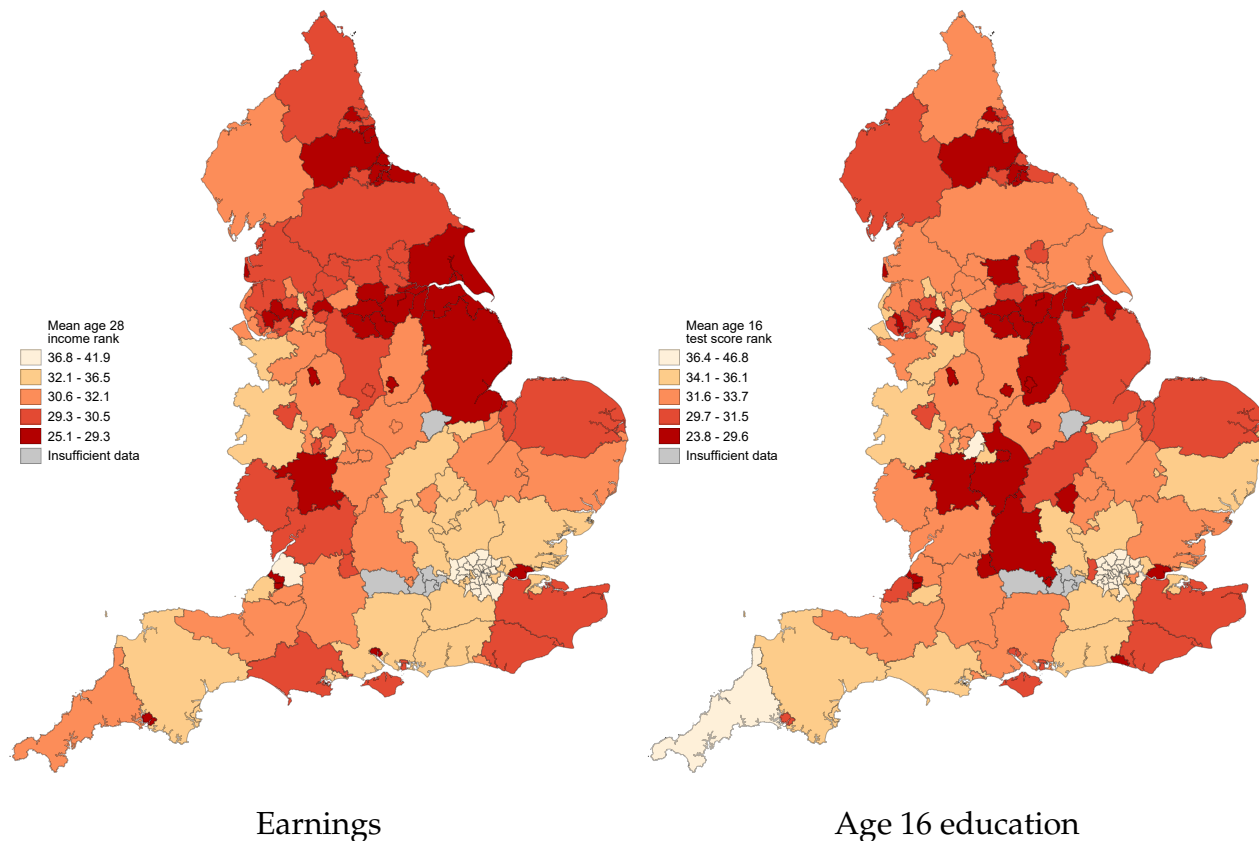 Mean age 28
income rank
36.8 - 41.9
32.1 - 36.5
30.6 - 32.1
29.3 - 30.5
25.1 - 29.3
Insufficient data
Mean age 16
test score rank
36.4 - 46.8
34.1 - 36.1
31.6 - 33.7
29.7 - 31.5
23.8 - 29.6
Insufficient data
Earnings
Age 16 education